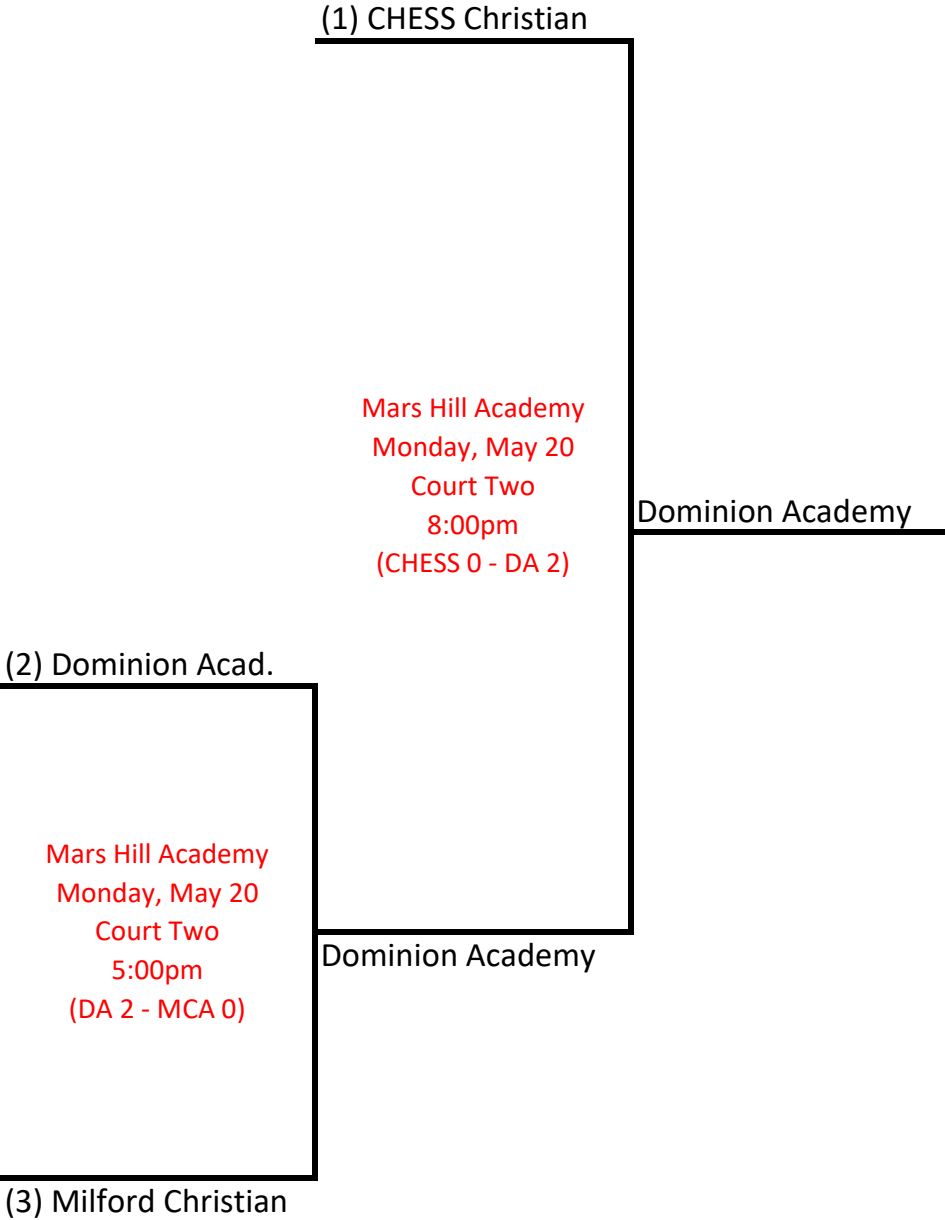 (1) CHESS Christian
Mars Hill Academy
Monday, May 20
Court Two
8:00pm
(CHESS 0 - DA 2)
Dominion Academy
(2) Dominion Acad.
Mars Hill Academy
Monday, May 20
Court Two
5:00pm
(DA 2 - MCA 0)
Dominion Academy
(3) Milford Christian